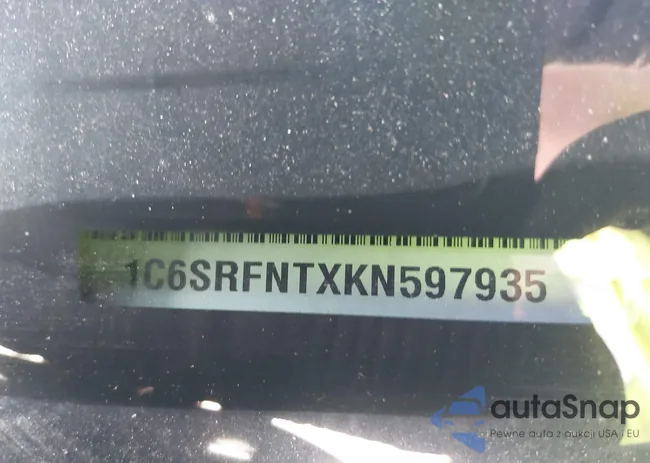 1C6SRFNTXKN597935
autaSnap
Pewne auta z aukcji USA i EU